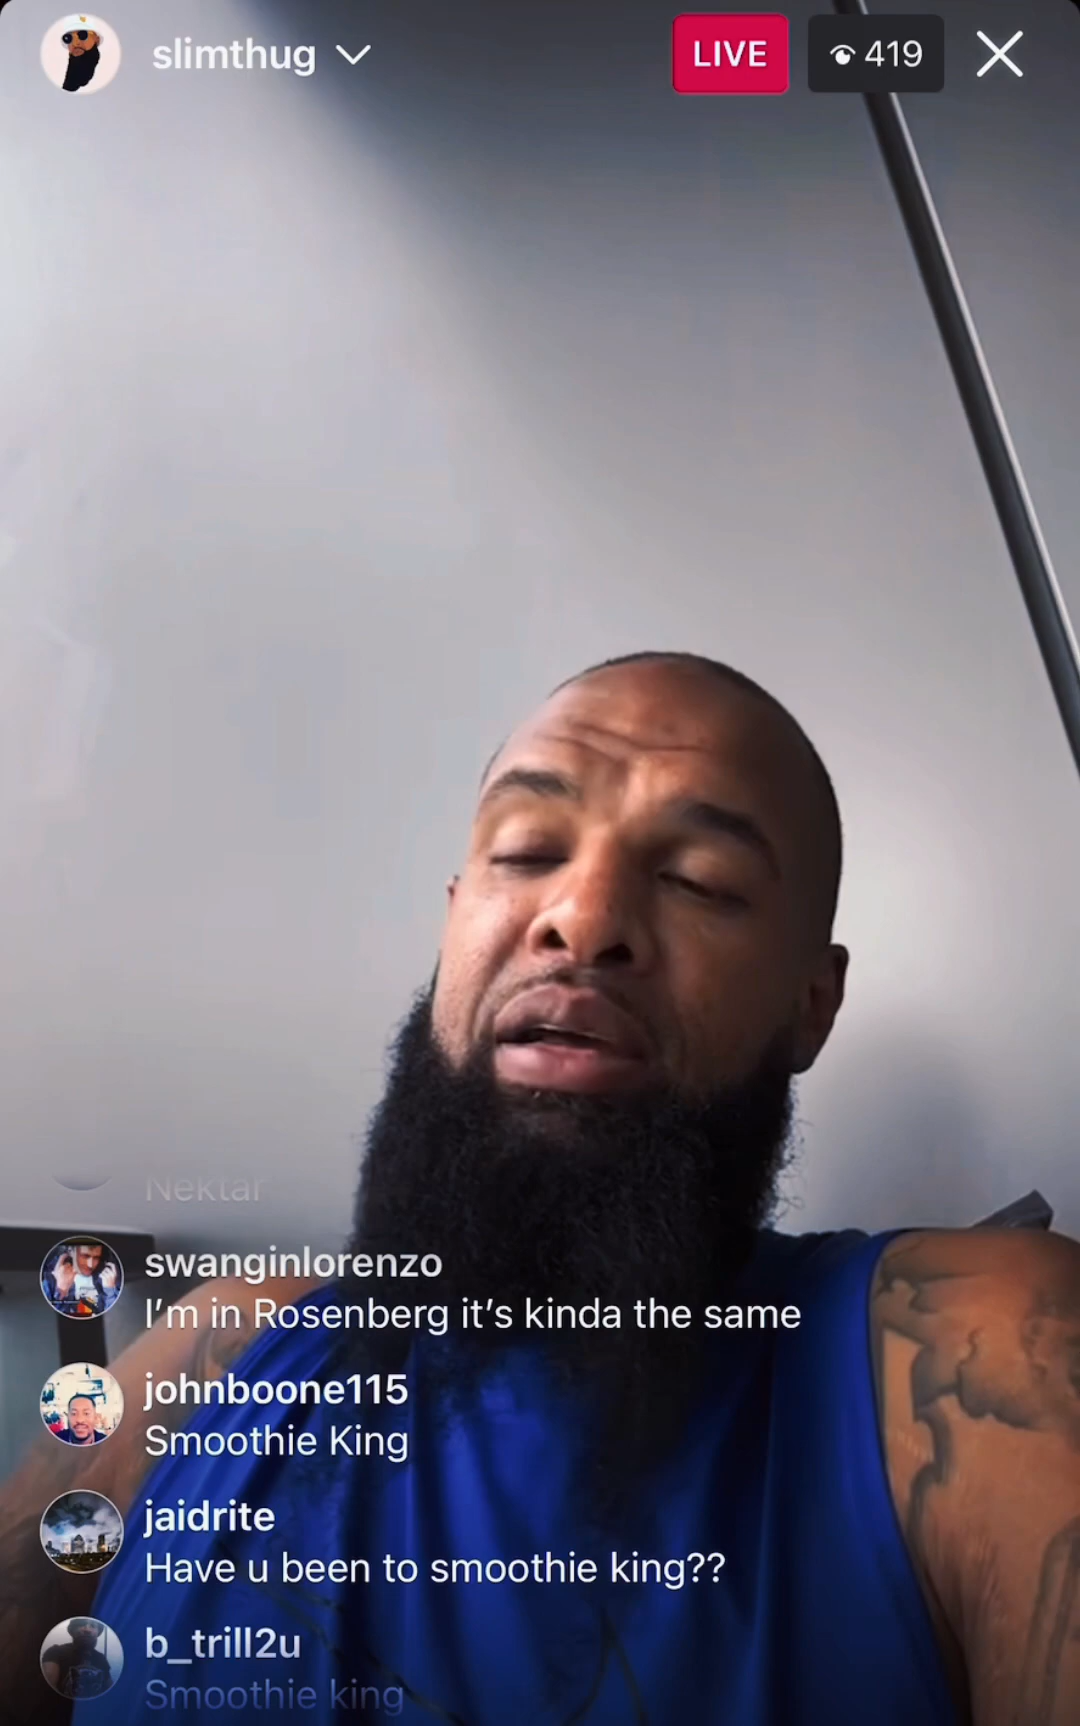 slimthug
LIVE
419
Nektar
swanginlorenzo
I’m in Rosenberg it’s kinda the same
johnboone115
Smoothie King
jaidrite
Have u been to smoothie king??
b_trill2u
Smoothie king